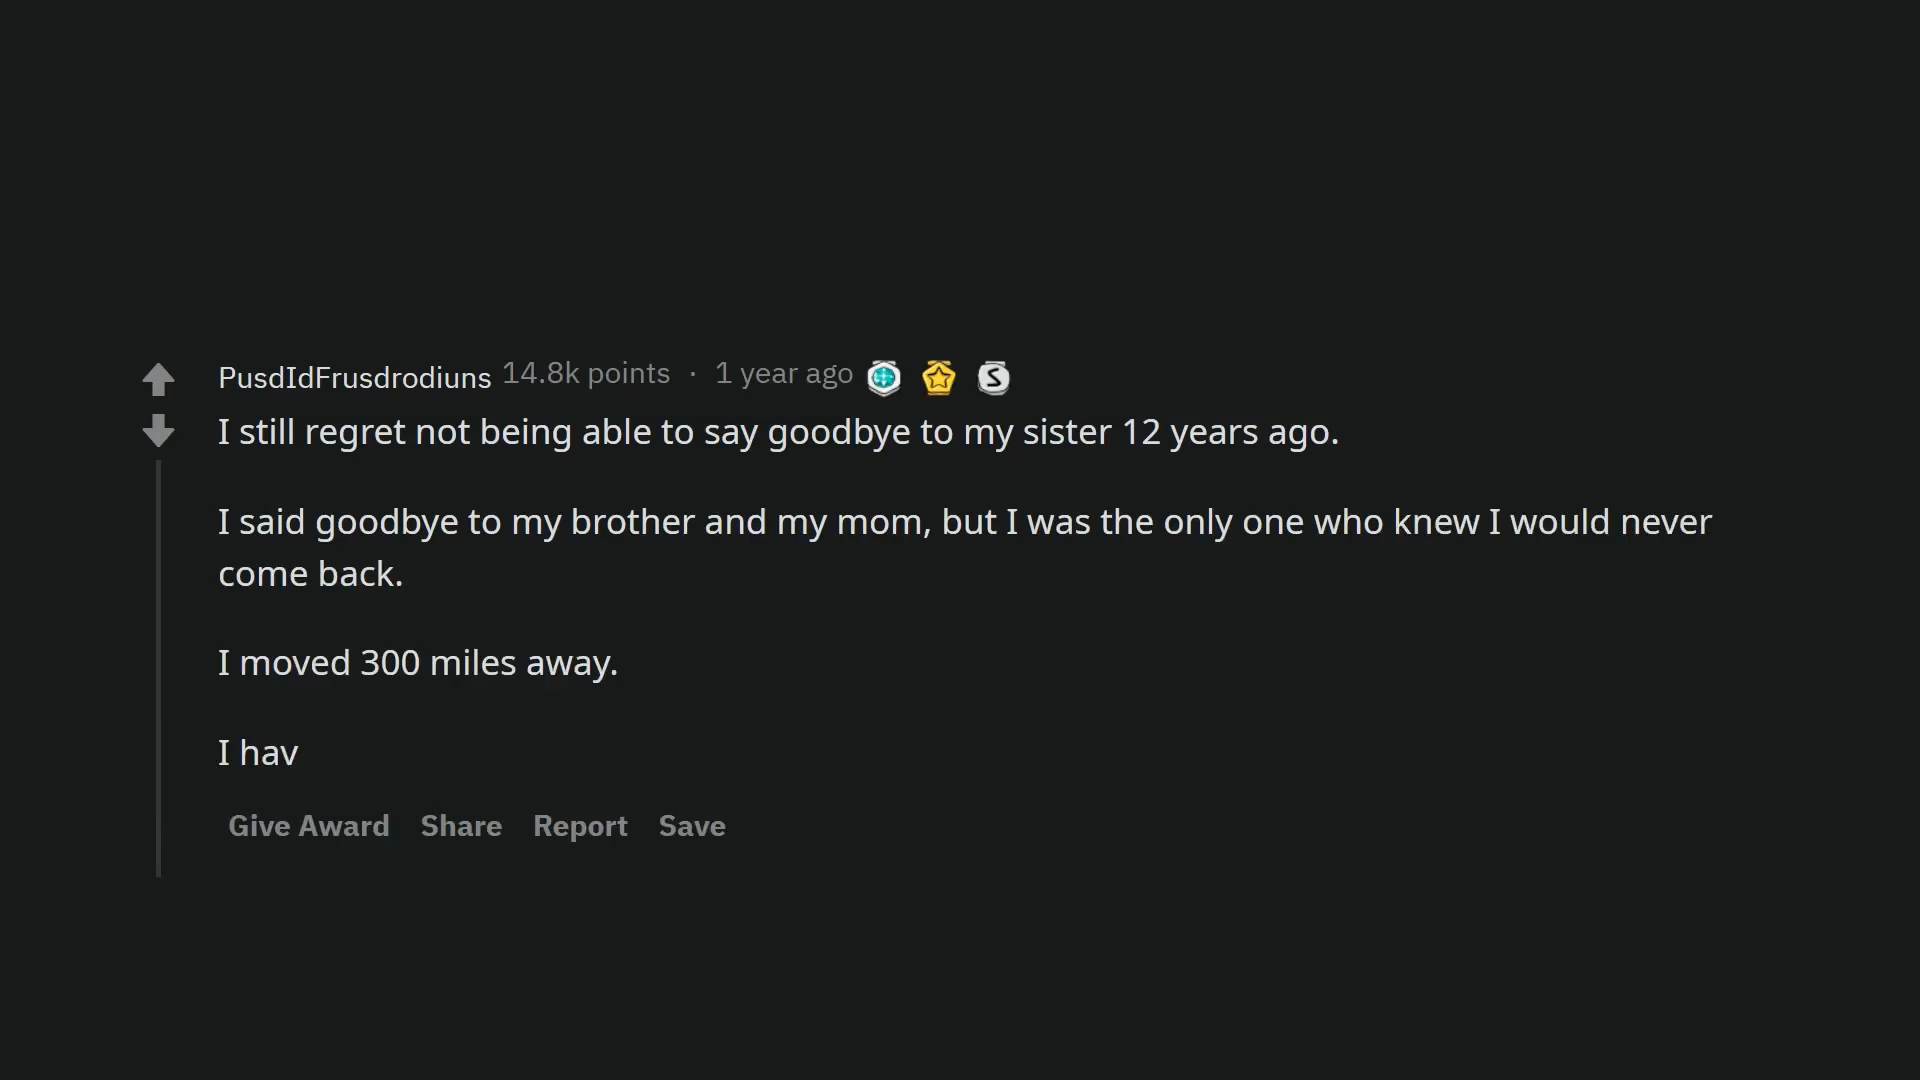 PusdIdFrusdrodiuns 14.8k points · 1 year ago
I still regret not being able to say goodbye to my sister 12 years ago.
I said goodbye to my brother and my mom, but I was the only one who knew I would never
come back.
I moved 300 miles away.
I hav
Give Award Share Report Save